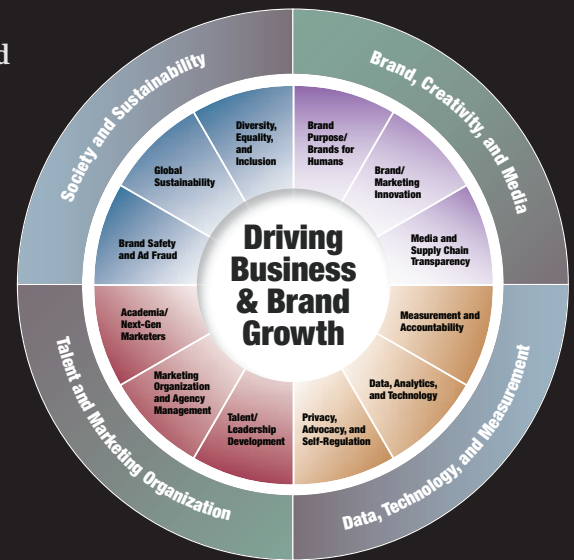 Society and Sustainability
Brand, Creativity, and Media
Diversity,
Equality,
and
Inclusion
Brand
Purpose/
Brands for
Humans
Global
Sustainability
Brand/
Marketing
Innovation
Brand Safety
and Ad Fraud
Media and
Supply Chain
Transparency
Driving
Business
& Brand
Growth
Academia/
Next-Gen
Marketers
Measurement and
Accountability
Marketing
Organization
and Agency
Management
Data, Analytics,
and Technology
Talent/
Leadership
Development
Privacy,
Advocacy, and
Self-Regulation
Talent and Marketing Organization
Data, Technology, and Measurement